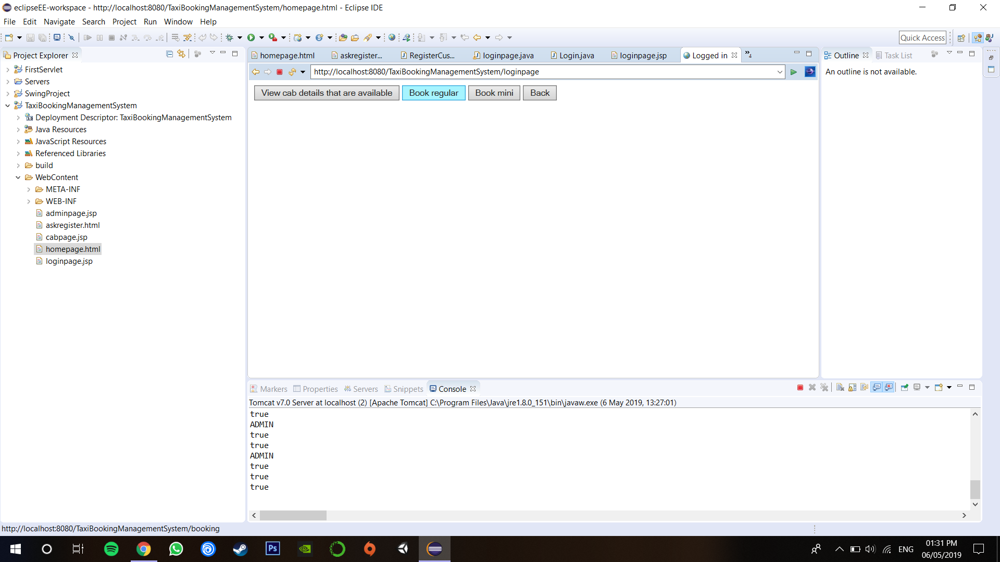 eclipseEE-workspace - http://localhost:8080/TaxiBookingManagementSystem/homepage.html - Eclipse IDE
File Edit Navigate Search Project Run Window Help
Quick Access
Project Explorer
FirstServlet
Servers
SwingProject
TaxiBookingManagementSystem
Deployment Descriptor: TaxiBookingManagementSystem
Java Resources
JavaScript Resources
Referenced Libraries
build
WebContent
META-INF
WEB-INF
adminpage.jsp
askregister.html
cabpage.jsp
homepage.html
loginpage.jsp
homepage.html askregister... RegisterCus... loginpage.java Login.java loginpage.jsp Logged in »4
http://localhost:8080/TaxiBookingManagementSystem/loginpage
View cab details that are available Book regular Book mini Back
Outline Task List
An outline is not available.
Markers Properties Servers Snippets Console
Tomcat v7.0 Server at localhost (2) [Apache Tomcat] C:\Program Files\Java\jre1.8.0_151\bin\javaw.exe (6 May 2019, 13:27:01)
true
ADMIN
true
true
ADMIN
true
true
true
http://localhost:8080/TaxiBookingManagementSystem/booking
Ps
ENG
01:31 PM
06/05/2019